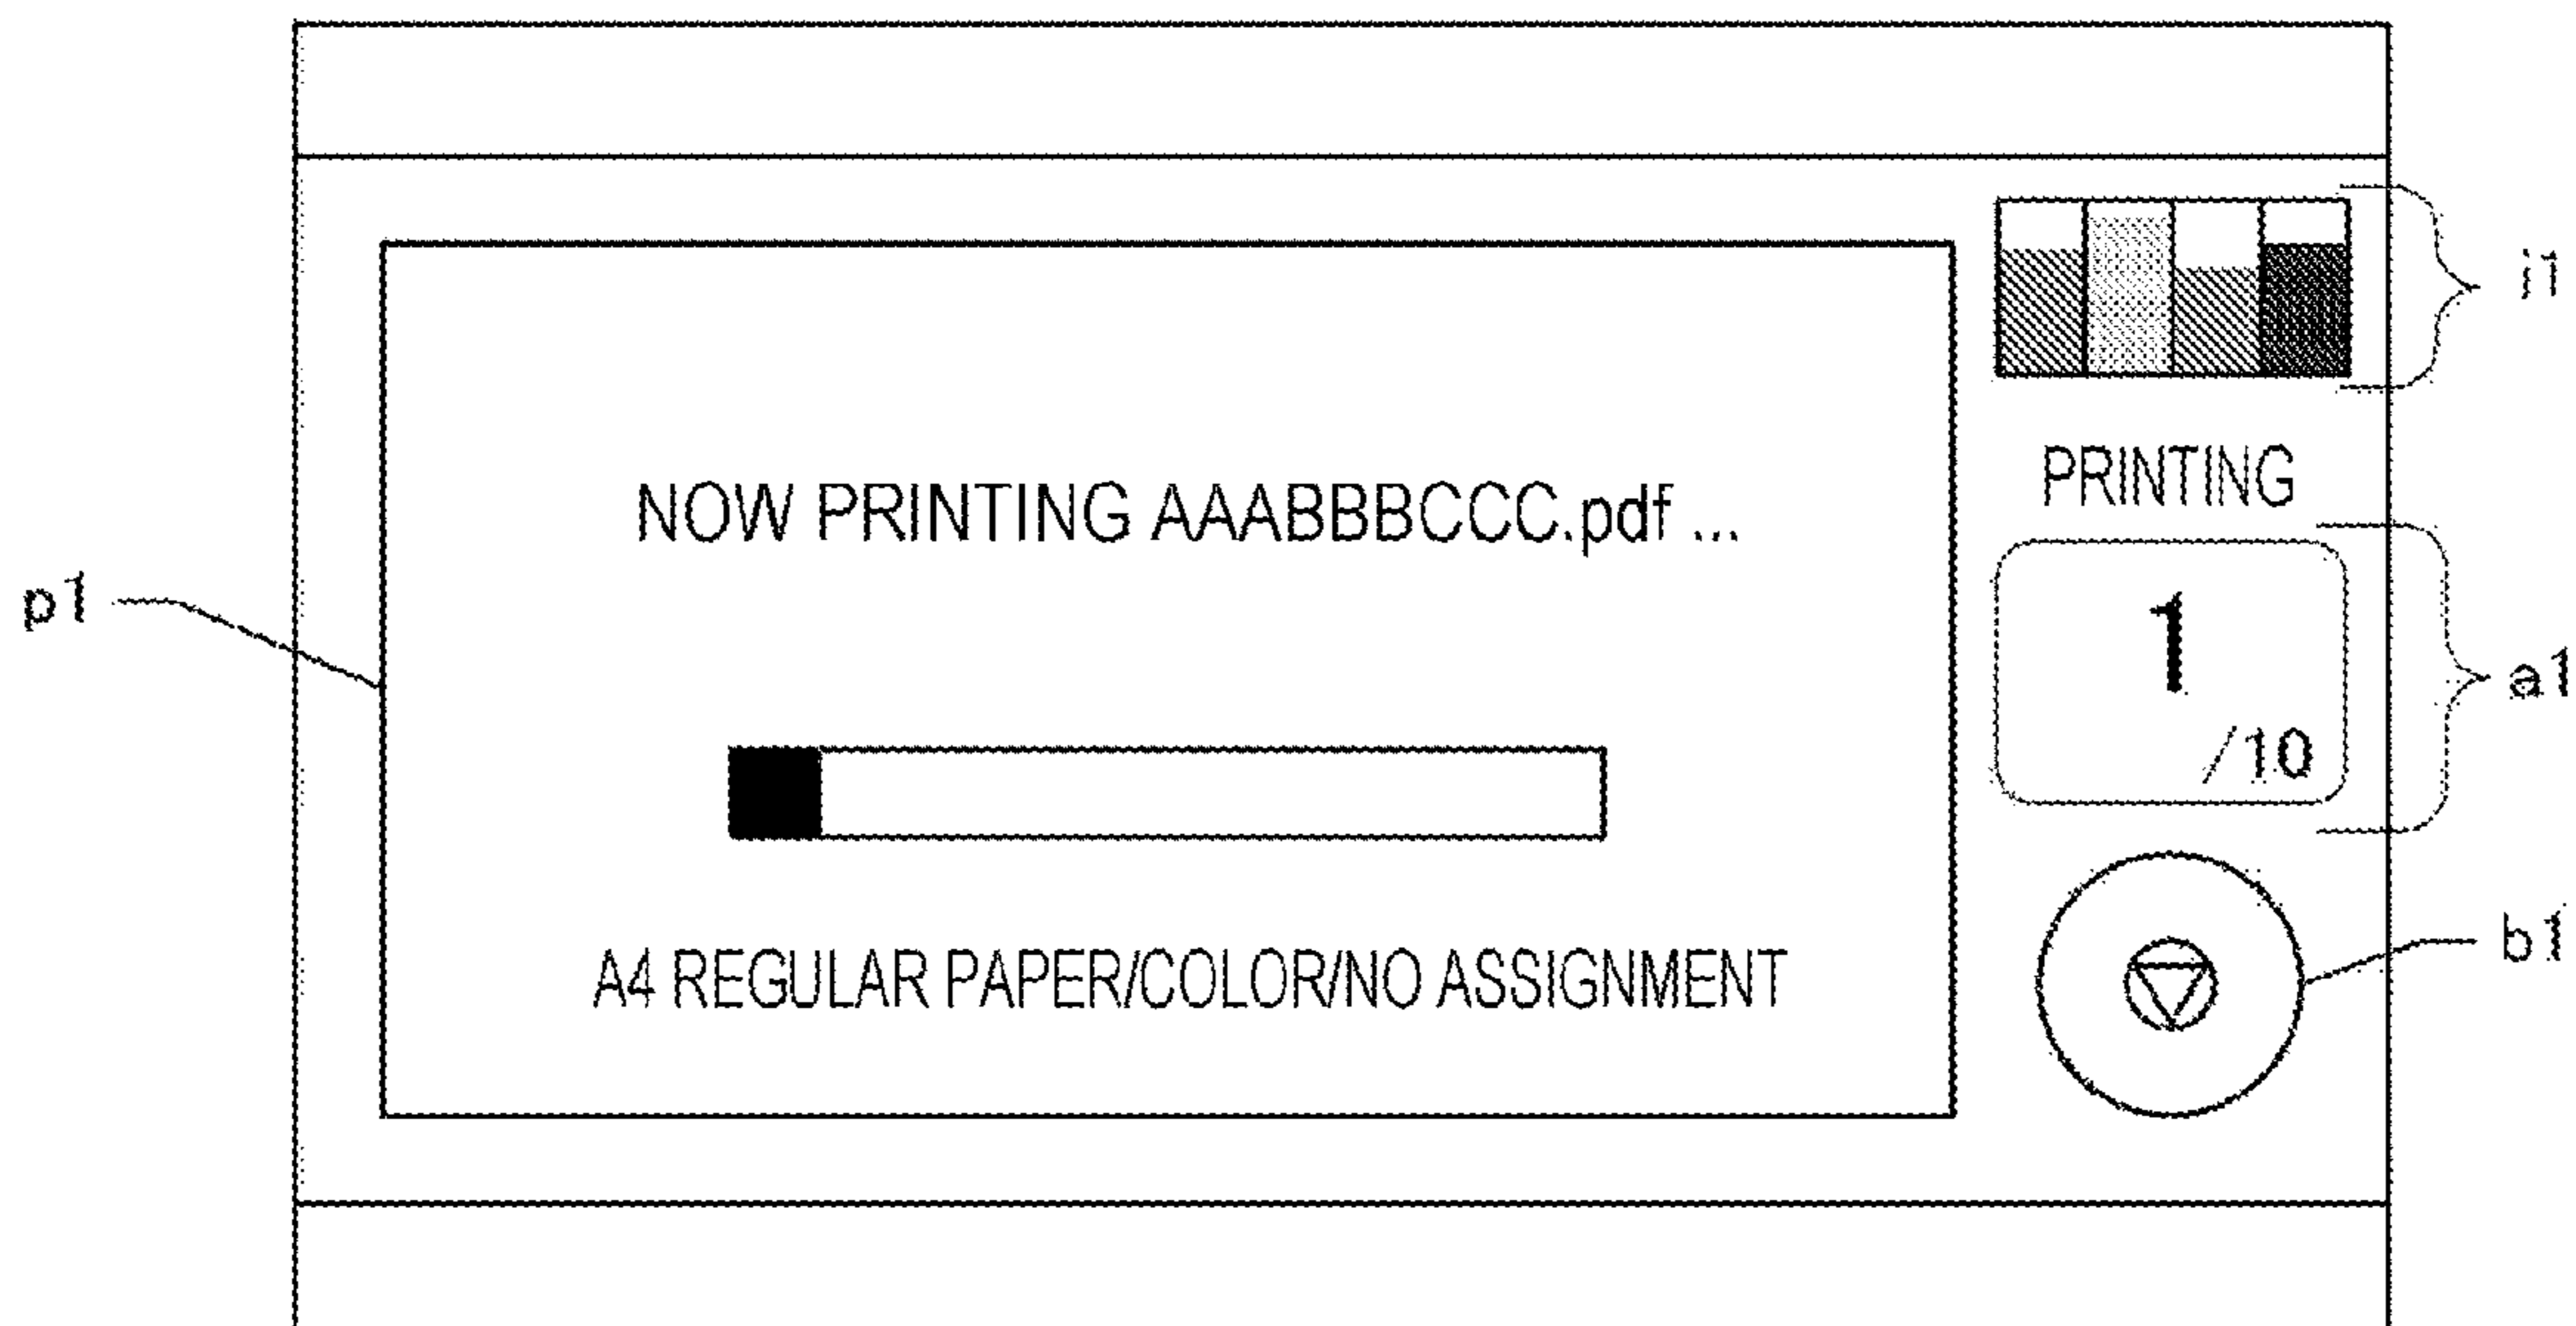 i1
PRINTING
NOW PRINTING AAABBBCCC.pdf ...
p1
1
/10
a1
b1
A4 REGULAR PAPER/COLOR/NO ASSIGNMENT